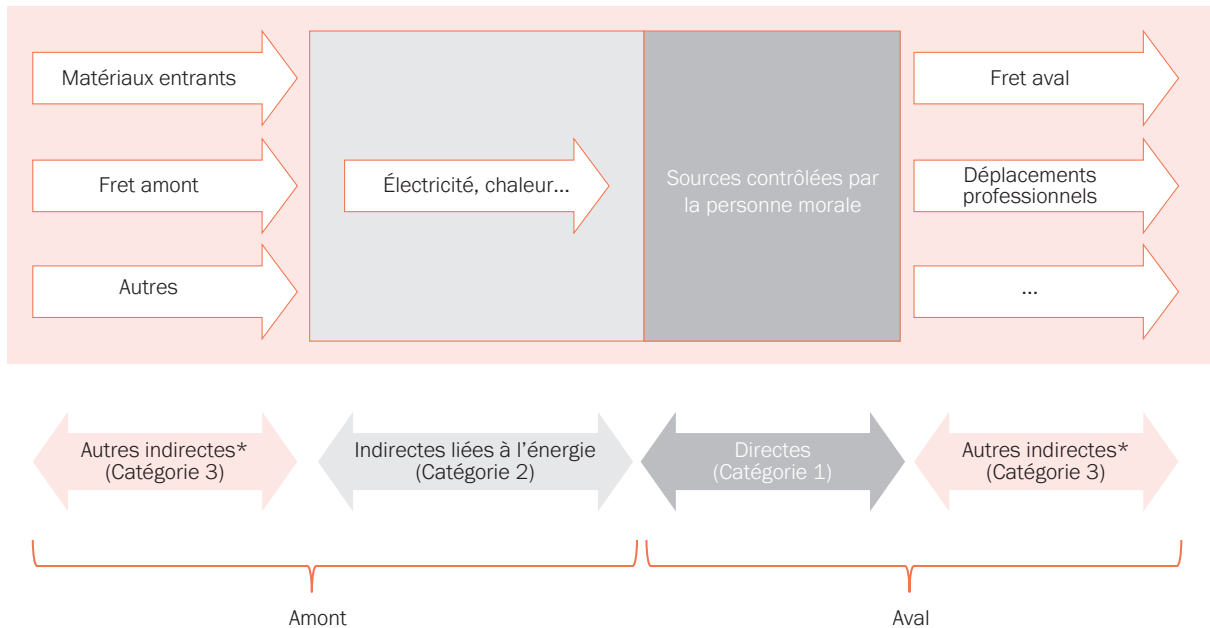 Matériaux entrants
Fret amont
Autres
Électricité, chaleur...
Sources contrôlées par
la personne morale
Fret aval
Déplacements
professionnels
...
Autres indirectes*
(Catégorie 3)
Indirectes liées à l'énergie
(Catégorie 2)
Directes
(Catégorie 1)
Autres indirectes*
(Catégorie 3)
Amont
Aval